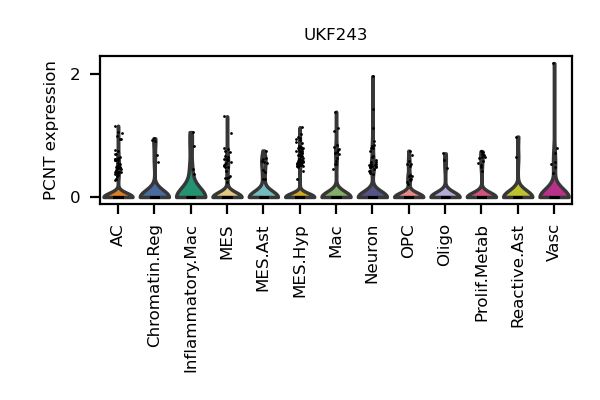 UKF243
PCNT expression
2
0
AC
Chromatin.Reg
Inflammatory.Mac
MES
MES.Ast
MES.Hyp
Mac
Neuron
OPC
Oligo
Prolif.Metab
Reactive.Ast
Vasc